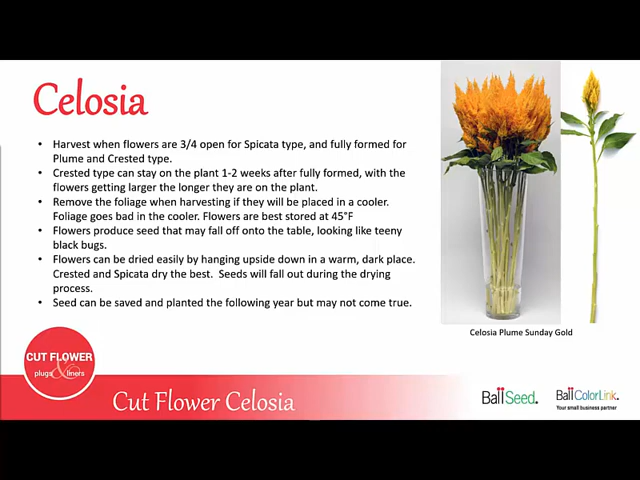 Celosia
• Harvest when flowers are 3/4 open for Spicata type, and fully formed for
Plume and Crested type.
• Crested type can stay on the plant 1-2 weeks after fully formed, with the
flowers getting larger the longer they are on the plant.
• Remove the foliage when harvesting if they will be placed in a cooler.
Foliage goes bad in the cooler. Flowers are best stored at 45°F
• Flowers produce seed that may fall off onto the table, looking like teeny
black bugs.
• Flowers can be dried easily by hanging upside down in a warm, dark place.
Crested and Spicata dry the best.  Seeds will fall out during the drying
process.
• Seed can be saved and planted the following year but may not come true.
Celosia Plume Sunday Gold
CUT FLOWER
plugs & liners
Cut Flower Celosia
Ball Seed.
Ball ColorLink.
Your small business partner